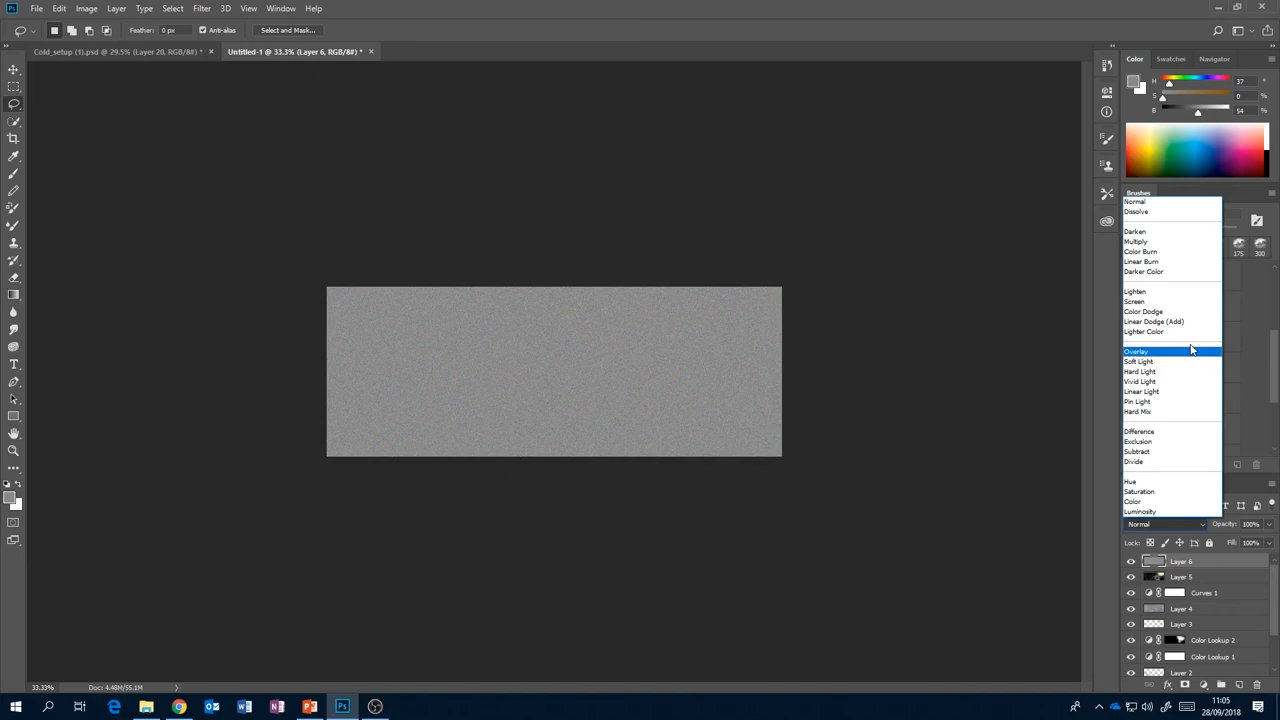 Ps File Edit Image Layer Type Select Filter 3D View Window Help
Feather: 0 px Anti-alias Select and Mask...
Cold_setup (1).psd @ 29.5% (Layer 20, RGB/8#) * × Untitled-1 @ 33.3% (Layer 6, RGB/8#) * ×
Color Swatches Navigator
H 37 °
S 0 %
B 54 %
Brushes
Normal
Dissolve
Darken
Multiply
Color Burn
Linear Burn
Darker Color
175 300
Lighten
Screen
Color Dodge
Linear Dodge (Add)
Lighter Color
Overlay
Soft Light
Hard Light
Vivid Light
Linear Light
Pin Light
Hard Mix
Difference
Exclusion
Subtract
Divide
Hue
Saturation
Color
Luminosity
Normal Opacity: 100%
Lock: Fill: 100%
Layer 6
Layer 5
Curves 1
Layer 4
Layer 3
Color Lookup 2
Color Lookup 1
Layer 2
33.33% Doc: 4.48M/55.1M
11:05
28/09/2018